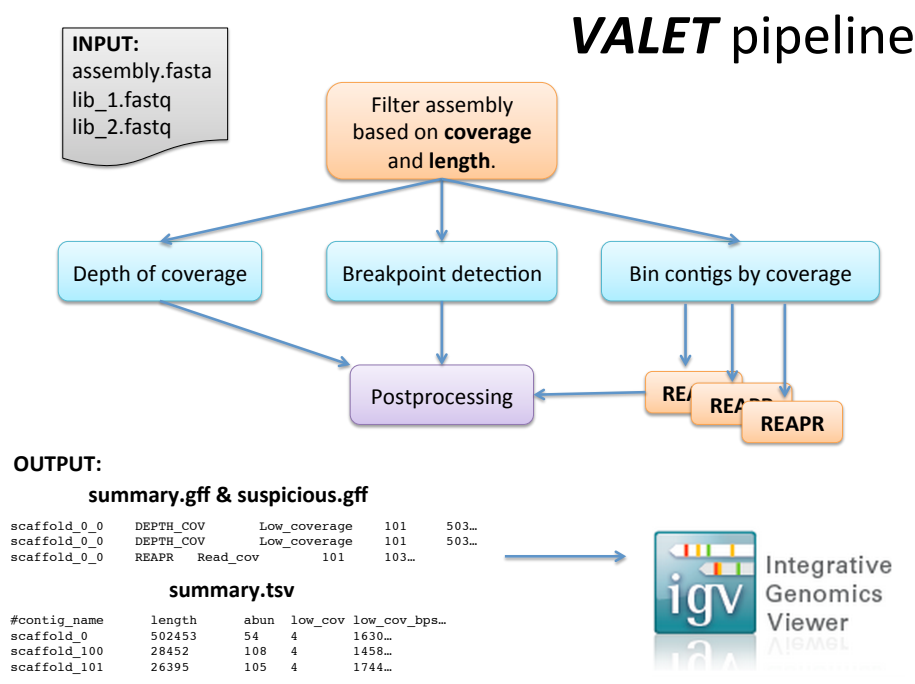 VALET pipeline
INPUT:
assembly.fasta
lib_1.fastq
lib_2.fastq
Filter assembly
based on coverage
and length.
Depth of coverage
Breakpoint detection
Bin contigs by coverage
Postprocessing
REAPR
OUTPUT:
summary.gff & suspicious.gff
scaffold_0_0 DEPTH_COV Low_coverage 101 503…
scaffold_0_0 DEPTH_COV Low_coverage 101 503…
scaffold_0_0 REAPR Read_cov 101 103…
summary.tsv
#contig_name length abun low_cov low_cov_bps…
scaffold_0 502453 54 4 1630…
scaffold_100 28452 108 4 1458…
scaffold_101 26395 105 4 1744…
igv
Integrative
Genomics
Viewer